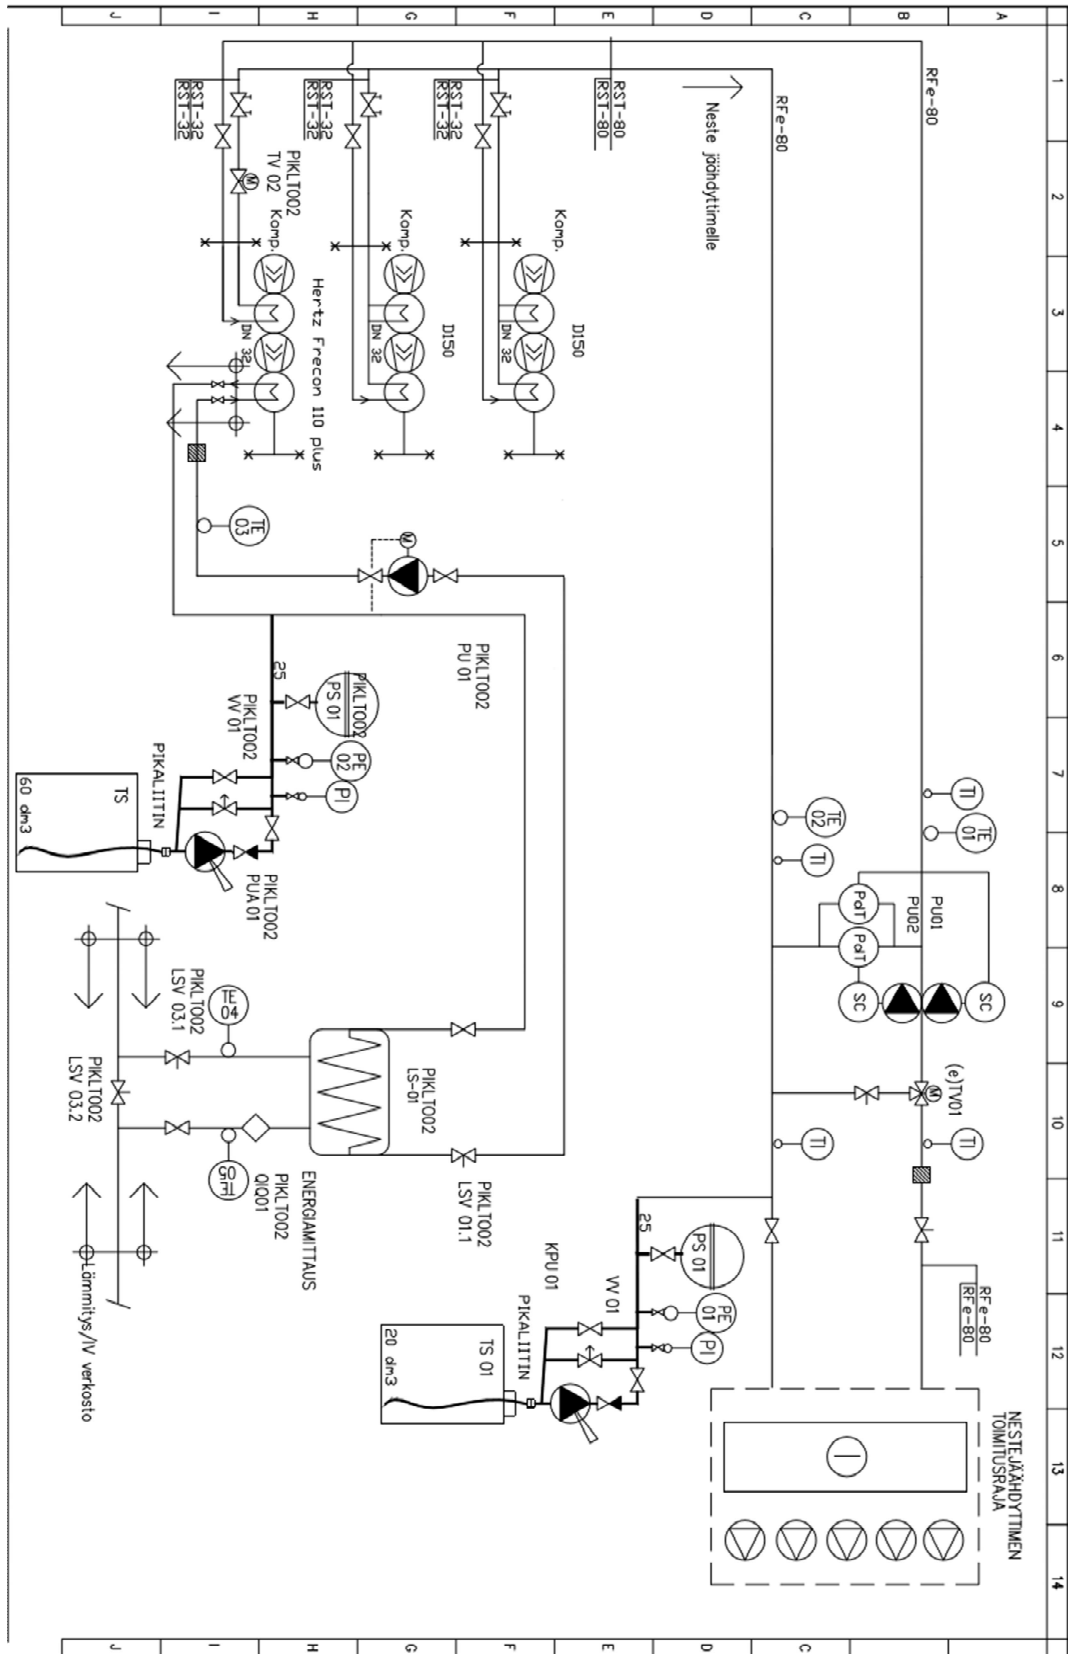 A
B
C
D
E
F
G
H
I
J
1
2
3
4
5
6
7
8
9
10
11
12
13
14
RFe-80
RFe-80
Neste jäähdyttimelle
RST-80
RST-80
RST-32
RST-32
RST-32
RST-32
RST-32
RST-32
PIKLTO02
TV 02
M
Komp.
Komp.
Komp.
D150
D150
DN 32
DN 32
DN 32
Hertz Frecon 110 plus
TE
03
M
PIKLTO02
PU 01
25
PIKLTO02
PS 01
PE
02
PI
PIKLTO02
VV 01
PIKALIITIN
TS
60 dm3
PIKLTO02
PUA 01
TI
TE
01
TE
02
TI
PU01
PU02
PdT
PdT
SC
SC
(e)TV01
M
TI
TI
PIKLTO02
LSV 03.1
TE
04
PIKLTO02
LS-01
PIKLTO02
LSV 03.2
TE
05
PIKLTO02
QIQ01
ENERGIAMITTAUS
PIKLTO02
LSV 01.1
Lämmitys/IV verkosto
25
PS 01
PE
01
PI
KPU 01
VV 01
PIKALIITIN
TS 01
20 dm3
RFe-80
RFe-80
NESTEJÄÄHDYTTIMEN
TOIMITUSRAJA
A
B
C
D
E
F
G
H
I
J